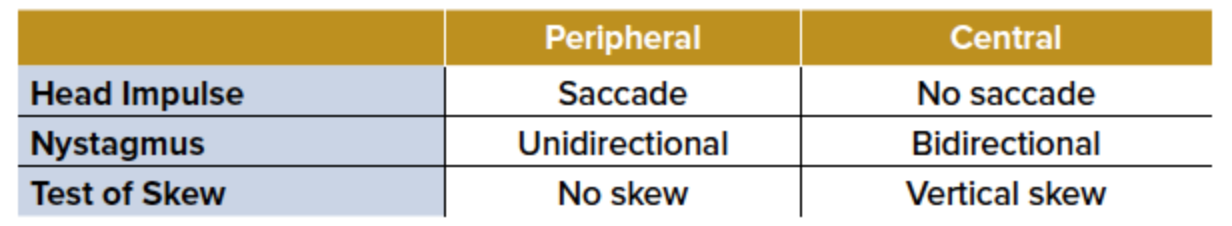 Peripheral Central
Head Impulse Saccade No saccade
Nystagmus Unidirectional Bidirectional
Test of Skew No skew Vertical skew